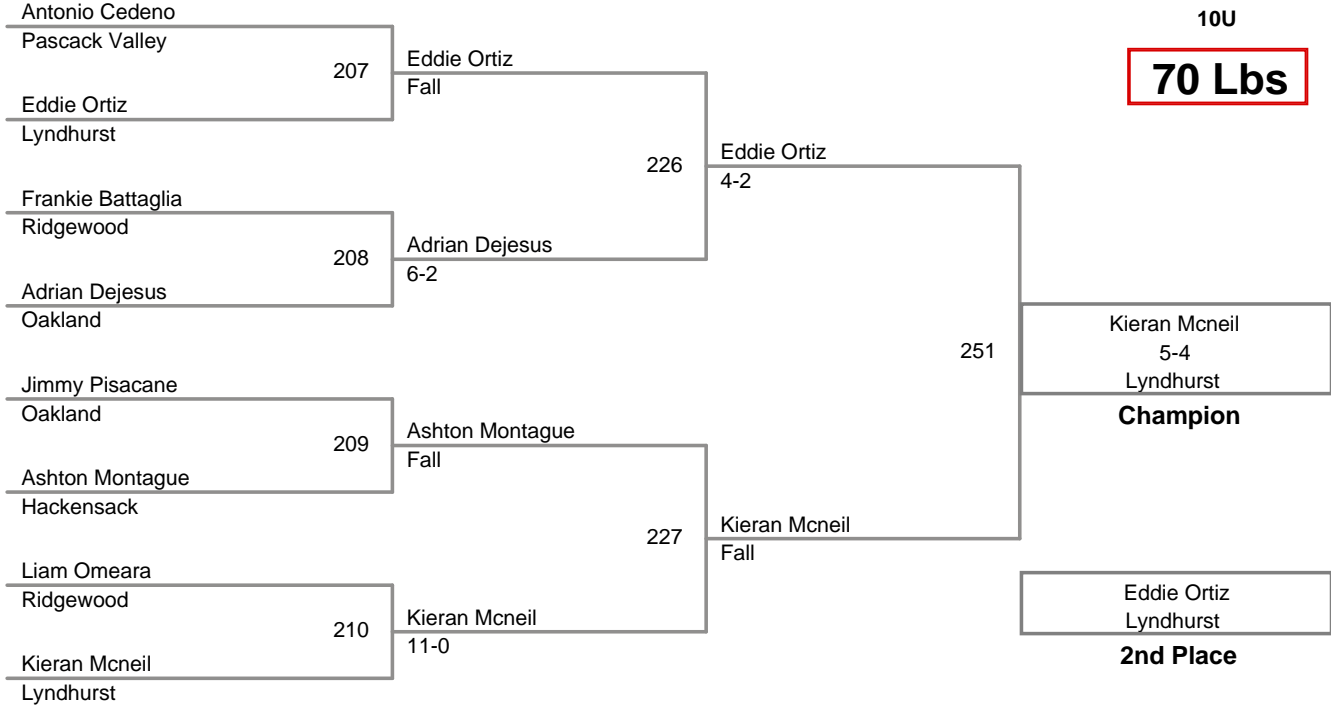 Antonio Cedeno
Pascack Valley
207
Eddie Ortiz
Lyndhurst
Frankie Battaglia
Ridgewood
208
Adrian Dejesus
Oakland
Jimmy Pisacane
Oakland
209
Ashton Montague
Hackensack
Liam Omeara
Ridgewood
210
Kieran Mcneil
Lyndhurst
Eddie Ortiz
Fall
226
Adrian Dejesus
6-2
Ashton Montague
Fall
227
Kieran Mcneil
11-0
Eddie Ortiz
4-2
251
Kieran Mcneil
Fall
10U
70 Lbs
Kieran Mcneil
5-4
Lyndhurst
Champion
Eddie Ortiz
Lyndhurst
2nd Place